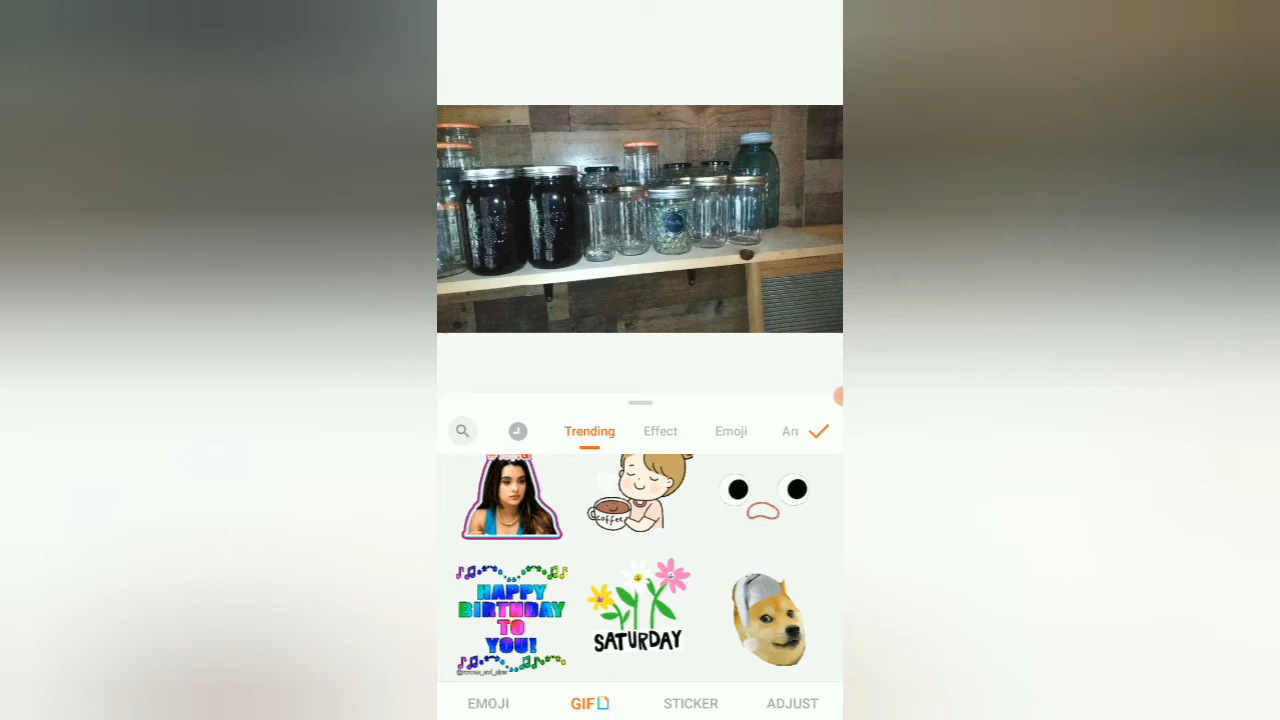 Trending
Effect
Emoji
coffee
HAPPY
BIRTHDAY
TO
YOU!
SATURDAY
EMOJI
GIF
STICKER
ADJUST